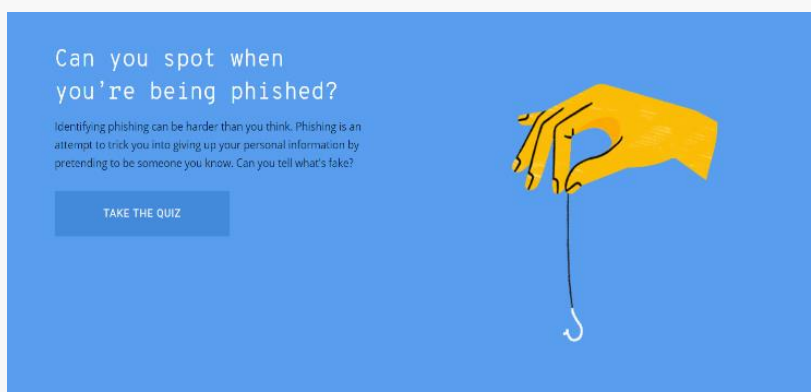 Can you spot when
you're being phished?
Identifying phishing can be harder than you think. Phishing is an
attempt to trick you into giving up your personal information by
pretending to be someone you know. Can you tell what's fake?
TAKE THE QUIZ